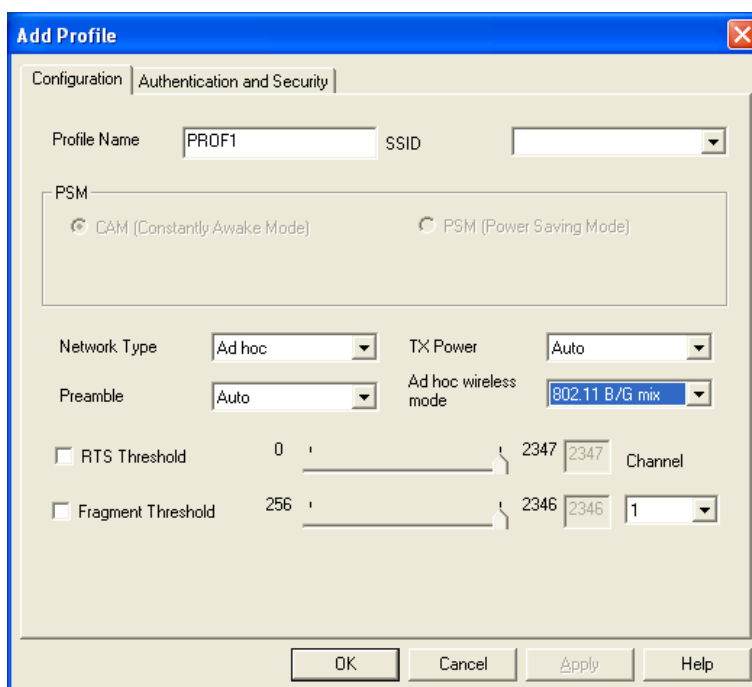 Add Profile
Configuration Authentication and Security
Profile Name PROF1 SSID
PSM
CAM (Constantly Awake Mode) PSM (Power Saving Mode)
Network Type Ad hoc TX Power Auto
Preamble Auto Ad hoc wireless mode 802.11 B/G mix
RTS Threshold 0 2347 2347 Channel
Fragment Threshold 256 2346 2346 1
OK Cancel Apply Help